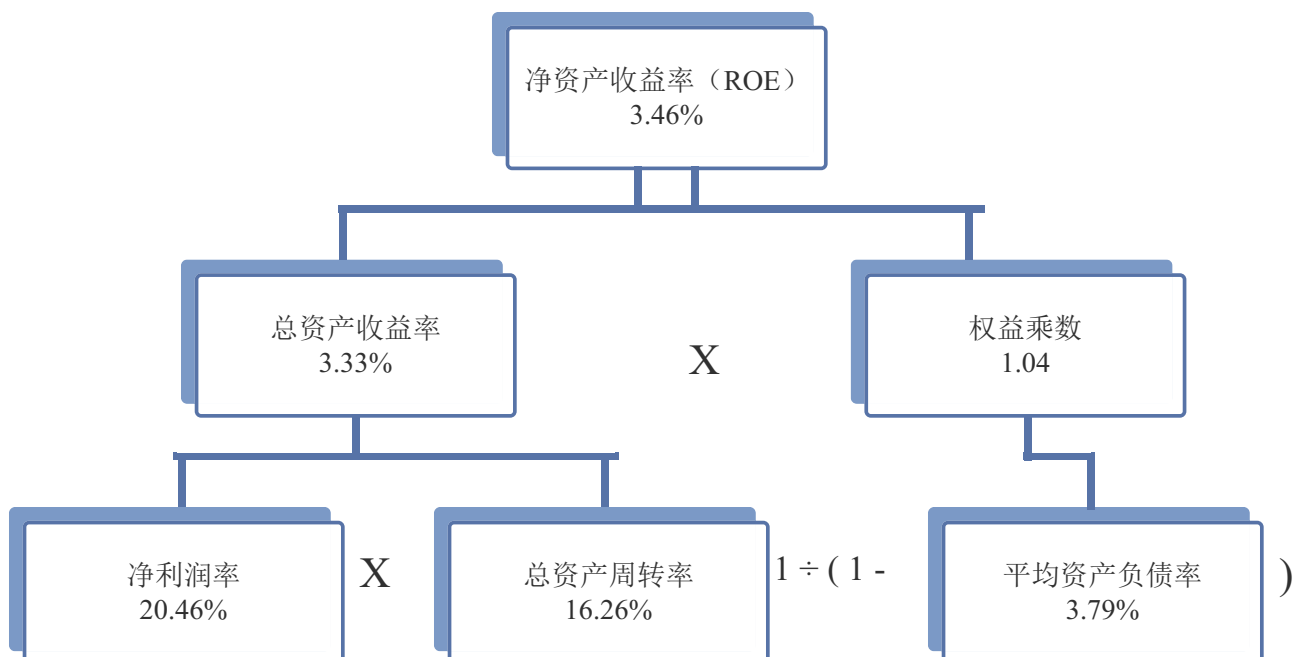 净资产收益率（ROE）
3.46%
总资产收益率
3.33%
X
权益乘数
1.04
净利润率
20.46%
X
总资产周转率
16.26%
1 ÷ ( 1 -
平均资产负债率
3.79%
)